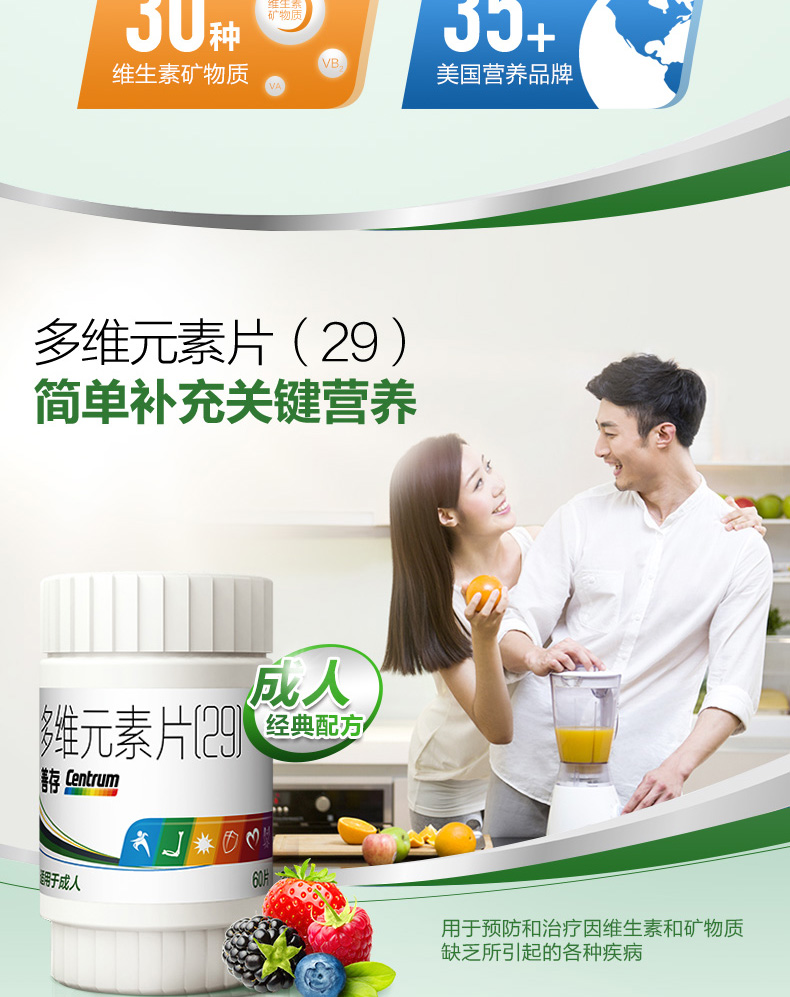 30种
维生素矿物质
维生素
矿物质
VB2
VA
35+
美国营养品牌
多维元素片（29）
简单补充关键营养
成人
经典配方
多维元素片(29)
善存 Centrum
适用于成人
60片
用于预防和治疗因维生素和矿物质
缺乏所引起的各种疾病